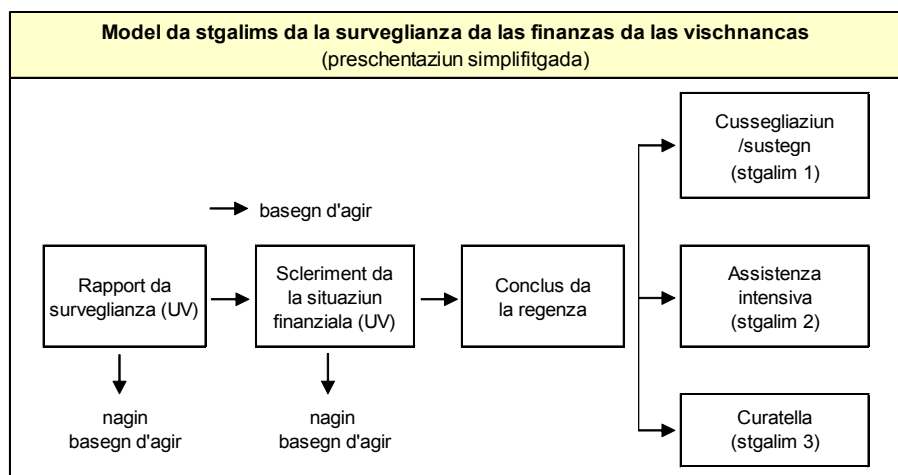 Model da stgalims da la surveglianza da las finanzas da las vischnancas
(preschentaziun simplifitgada)
Cussegliaziun
/sustegn
(stgalim 1)
basegn d'agir
Rapport da
surveglianza (UV)
Scleriment da
la situaziun
finanziala (UV)
Conclus da
la regenza
Assistenza
intensiva
(stgalim 2)
nagin
basegn d'agir
nagin
basegn d'agir
Curatella
(stgalim 3)